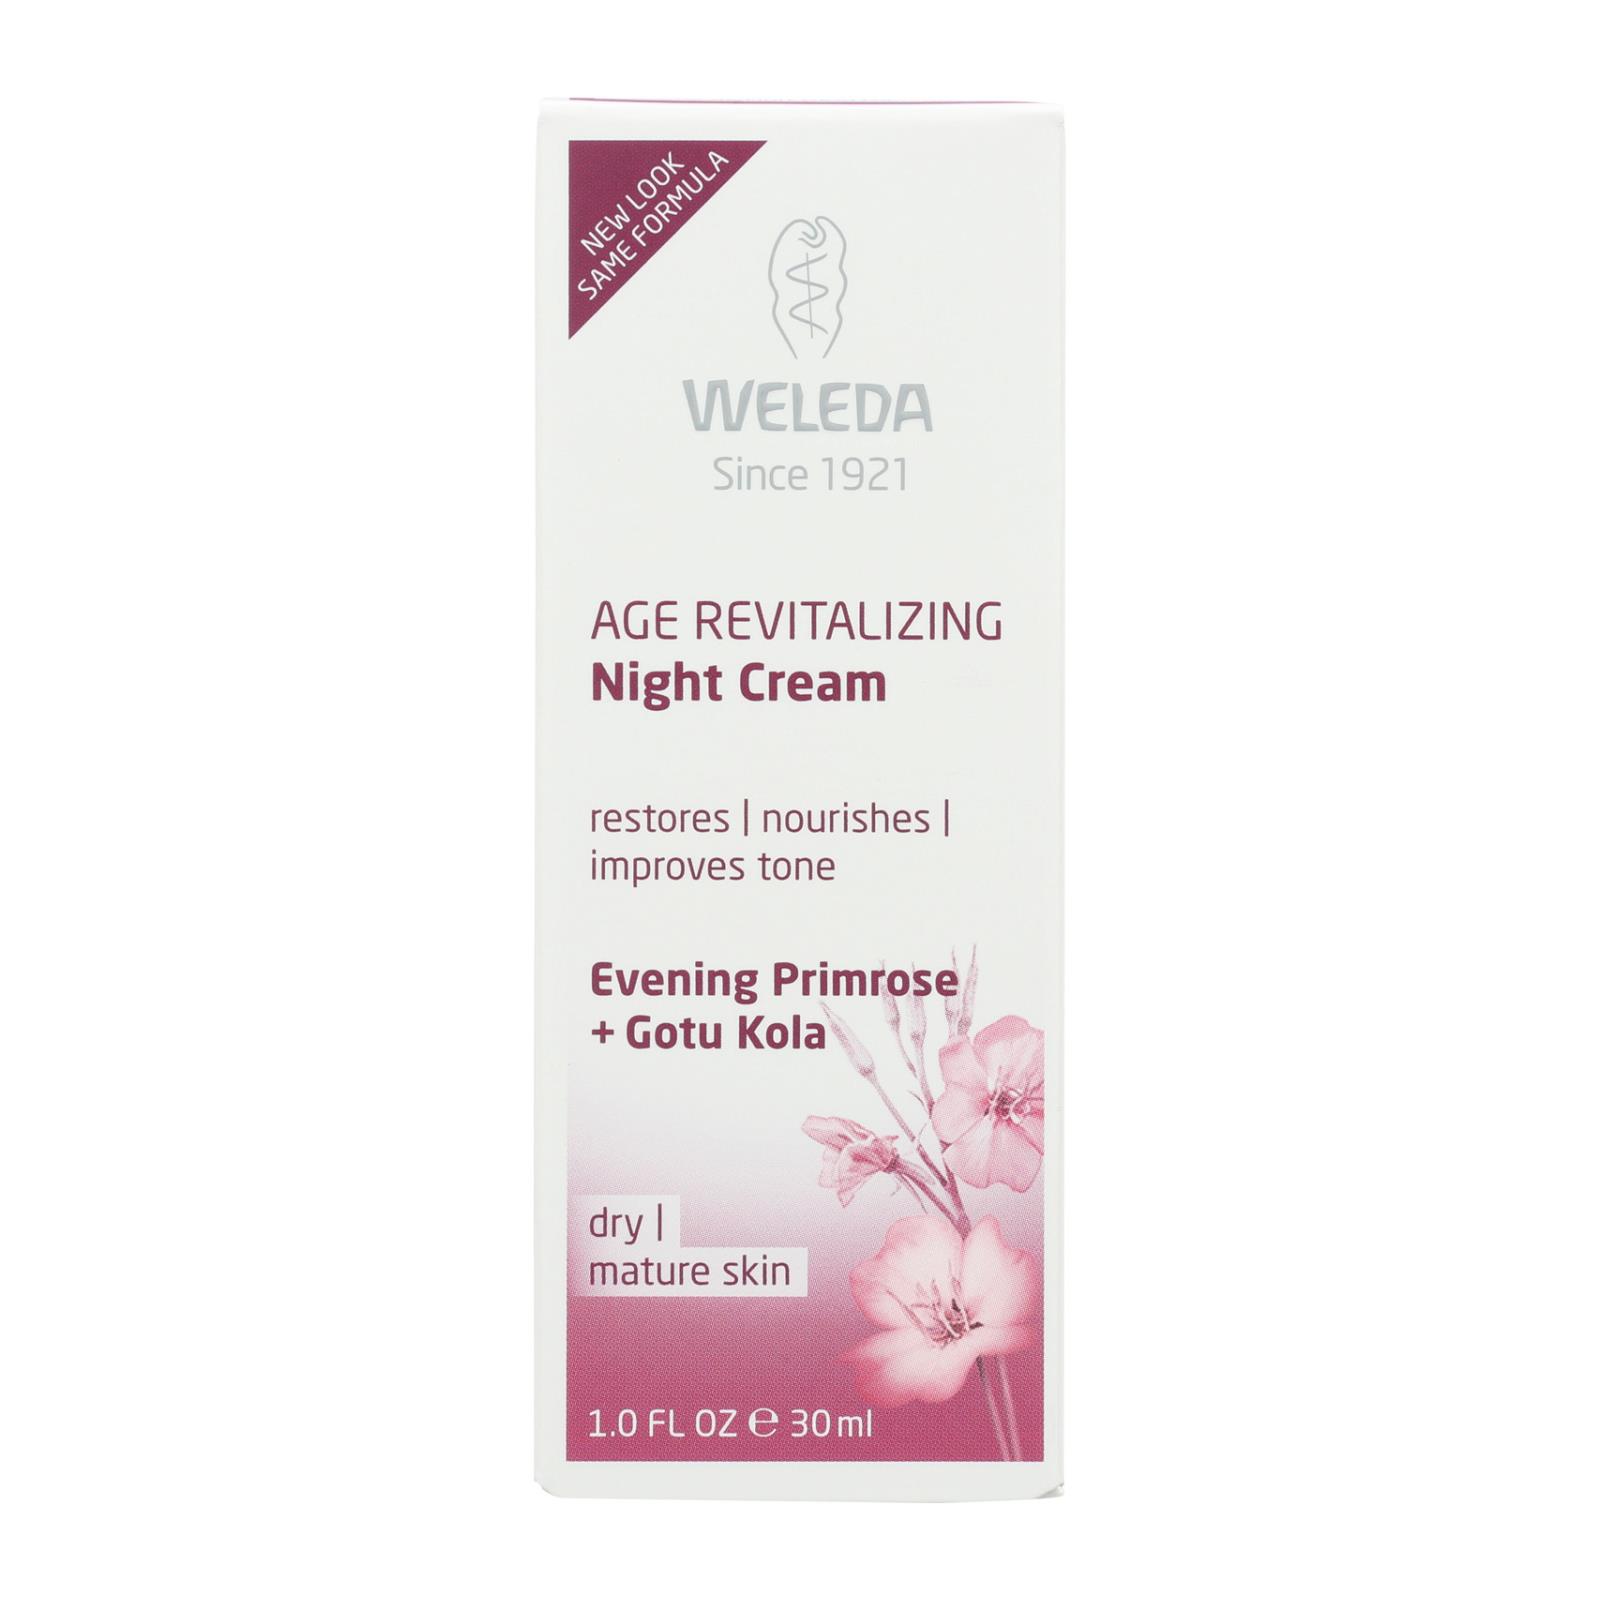 NEW LOOK
SAME FORMULA
WELEDA
Since 1921
AGE REVITALIZING
Night Cream
restores | nourishes |
improves tone
Evening Primrose
+ Gotu Kola
dry |
mature skin
1.0 FL OZ ℮ 30 ml